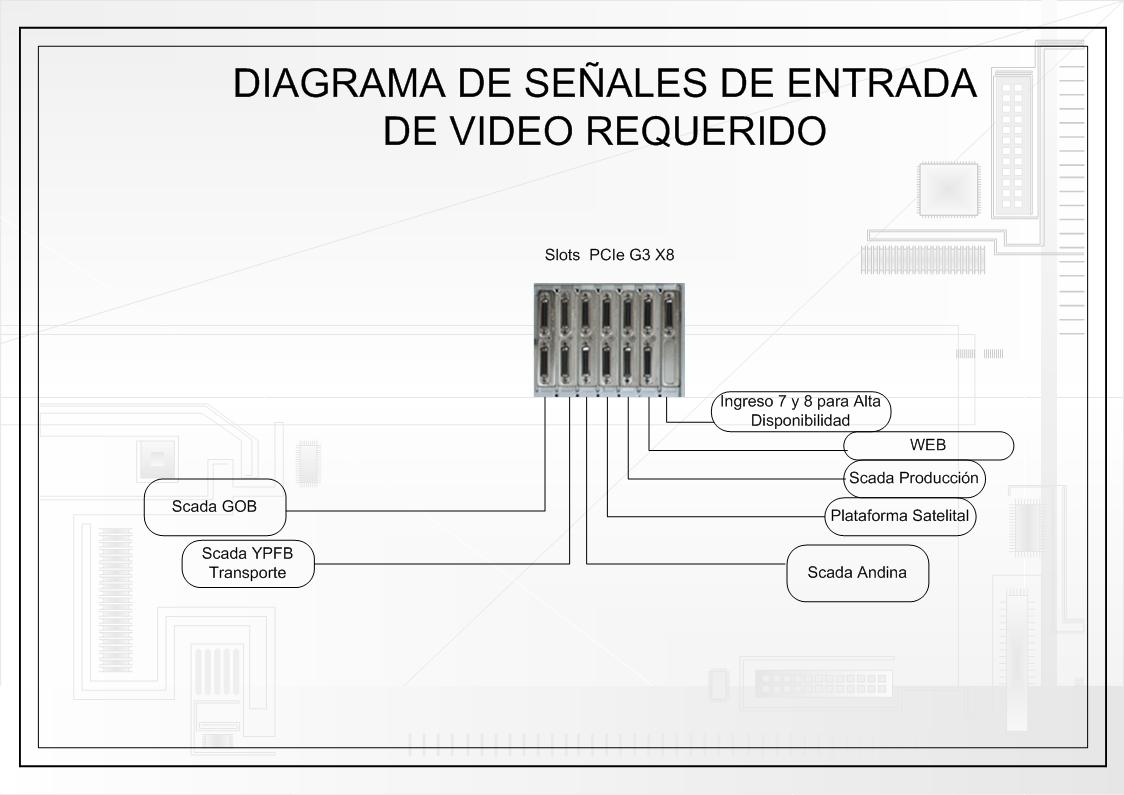 DIAGRAMA DE SEÑALES DE ENTRADA
DE VIDEO REQUERIDO
Slots PCIe G3 X8
Ingreso 7 y 8 para Alta
Disponibilidad
WEB
Scada Producción
Plataforma Satelital
Scada Andina
Scada GOB
Scada YPFB
Transporte